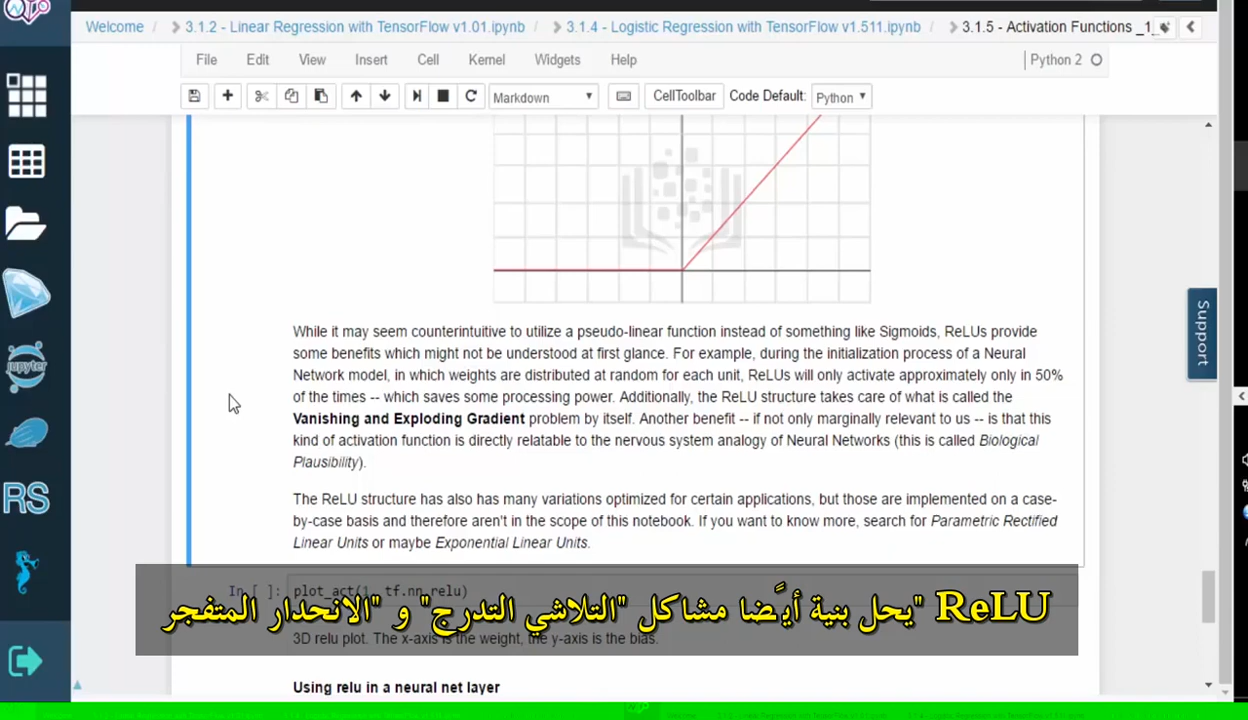 Welcome / 3.1.2 - Linear Regression with TensorFlow v1.01.ipynb / 3.1.4 - Logistic Regression with TensorFlow v1.511.ipynb / 3.1.5 - Activation Functions _1_
File Edit View Insert Cell Kernel Widgets Help Python 2
Markdown CellToolbar Code Default: Python
While it may seem counterintuitive to utilize a pseudo-linear function instead of something like Sigmoids, ReLUs provide
some benefits which might not be understood at first glance. For example, during the initialization process of a Neural
Network model, in which weights are distributed at random for each unit, ReLUs will only activate approximately only in 50%
of the times -- which saves some processing power. Additionally, the ReLU structure takes care of what is called the
Vanishing and Exploding Gradient problem by itself. Another benefit -- if not only marginally relevant to us -- is that this
kind of activation function is directly relatable to the nervous system analogy of Neural Networks (this is called Biological
Plausibility).
The ReLU structure has also has many variations optimized for certain applications, but those are implemented on a case-
by-case basis and therefore aren't in the scope of this notebook. If you want to know more, search for Parametric Rectified
Linear Units or maybe Exponential Linear Units.
In [ ]: plot_act(1, tf.nn.relu)
ReLU "يحل بنية أيضًا مشاكل "التلاشي التدرج" و "الانحدار المتفجر
3D relu plot. The x-axis is the weight, the y-axis is the bias.
Using relu in a neural net layer
Support
jupyter
RS